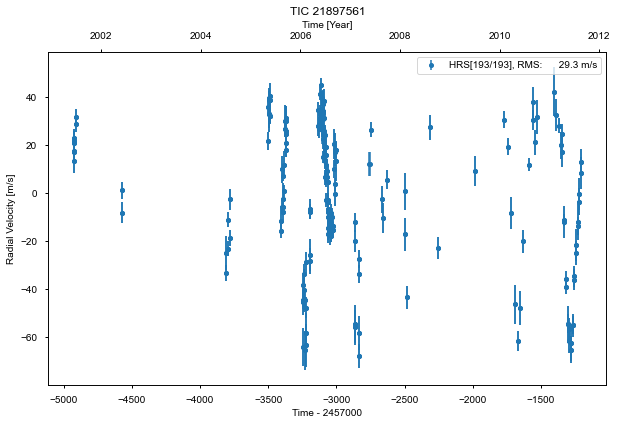 TIC 21897561
Time [Year]
2002 2004 2006 2008 2010 2012
HRS[193/193], RMS: 29.3 m/s
40
20
0
−20
−40
−60
Radial Velocity [m/s]
−5000 −4500 −4000 −3500 −3000 −2500 −2000 −1500
Time - 2457000